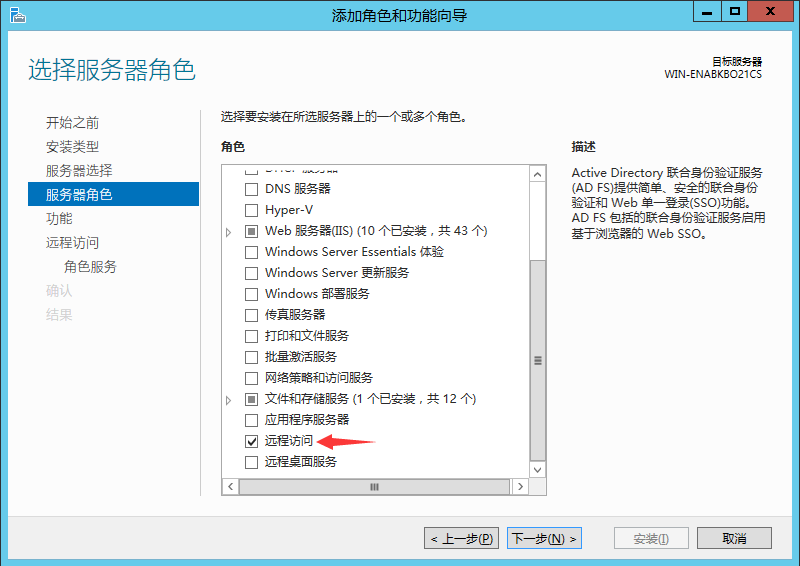 添加角色和功能向导
选择服务器角色
目标服务器
WIN-ENABKBO21CS
开始之前
安装类型
服务器选择
服务器角色
功能
远程访问
角色服务
确认
结果
选择要安装在所选服务器上的一个或多个角色。
角色
DHCP 服务器
DNS 服务器
Hyper-V
Web 服务器(IIS) (10 个已安装，共 43 个)
Windows Server Essentials 体验
Windows Server 更新服务
Windows 部署服务
传真服务器
打印和文件服务
批量激活服务
网络策略和访问服务
文件和存储服务 (1 个已安装，共 12 个)
应用程序服务器
远程访问
远程桌面服务
描述
Active Directory 联合身份验证服务
(AD FS)提供简单、安全的联合身份
验证和 Web 单一登录(SSO)功能。
AD FS 包括的联合身份验证服务启用
基于浏览器的 Web SSO。
< 上一步(P)
下一步(N) >
安装(I)
取消